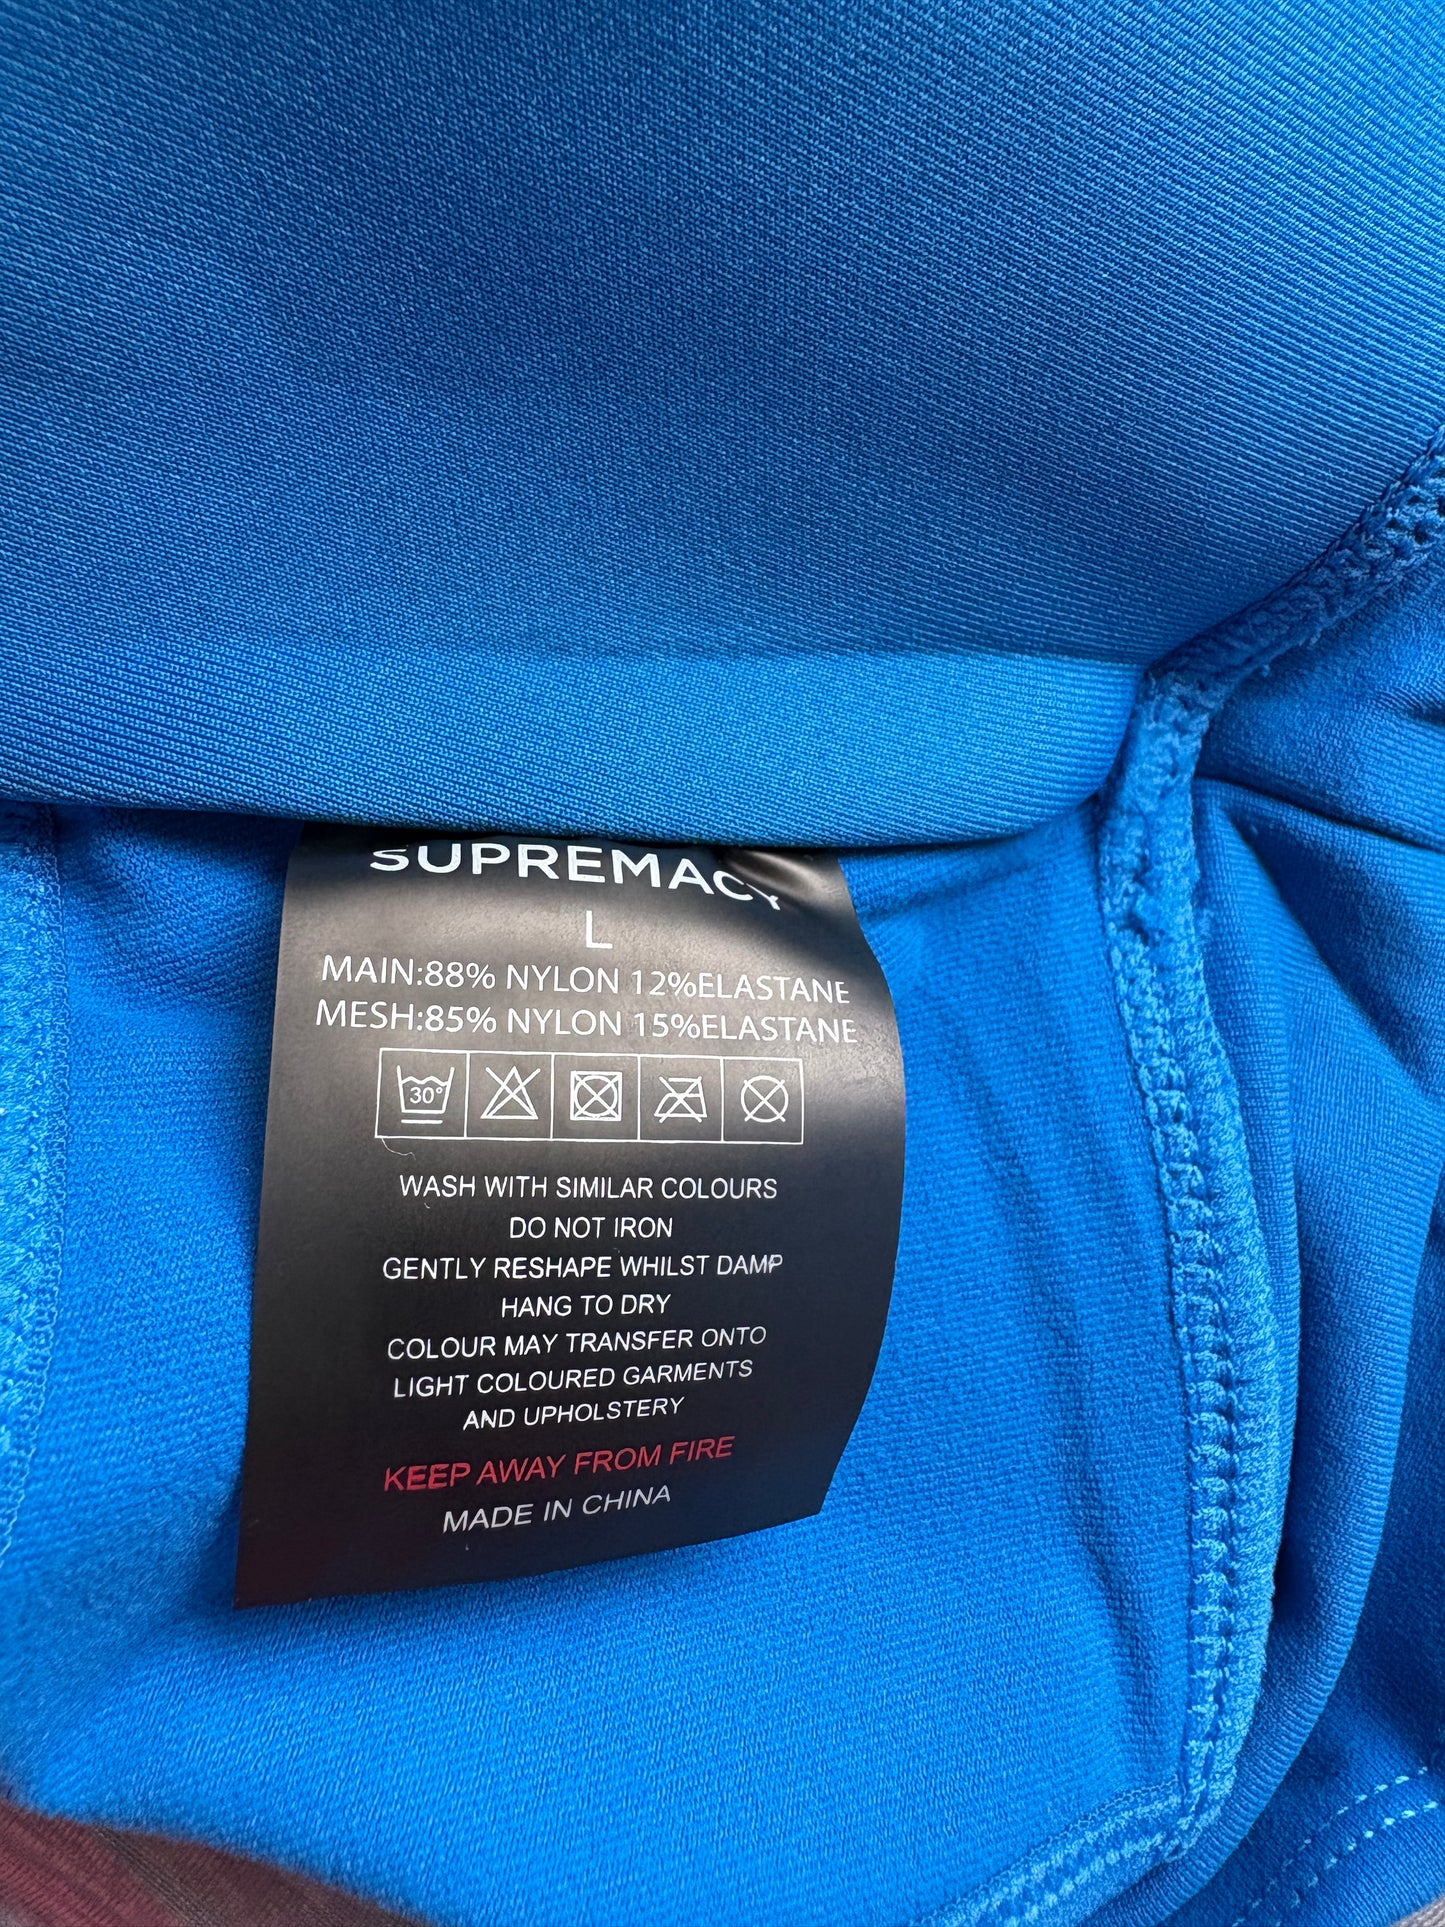 SUPREMACY
L
MAIN:88% NYLON 12%ELASTANE
MESH:85% NYLON 15%ELASTANE
30°
WASH WITH SIMILAR COLOURS
DO NOT IRON
GENTLY RESHAPE WHILST DAMP
HANG TO DRY
COLOUR MAY TRANSFER ONTO
LIGHT COLOURED GARMENTS
AND UPHOLSTERY
KEEP AWAY FROM FIRE
MADE IN CHINA